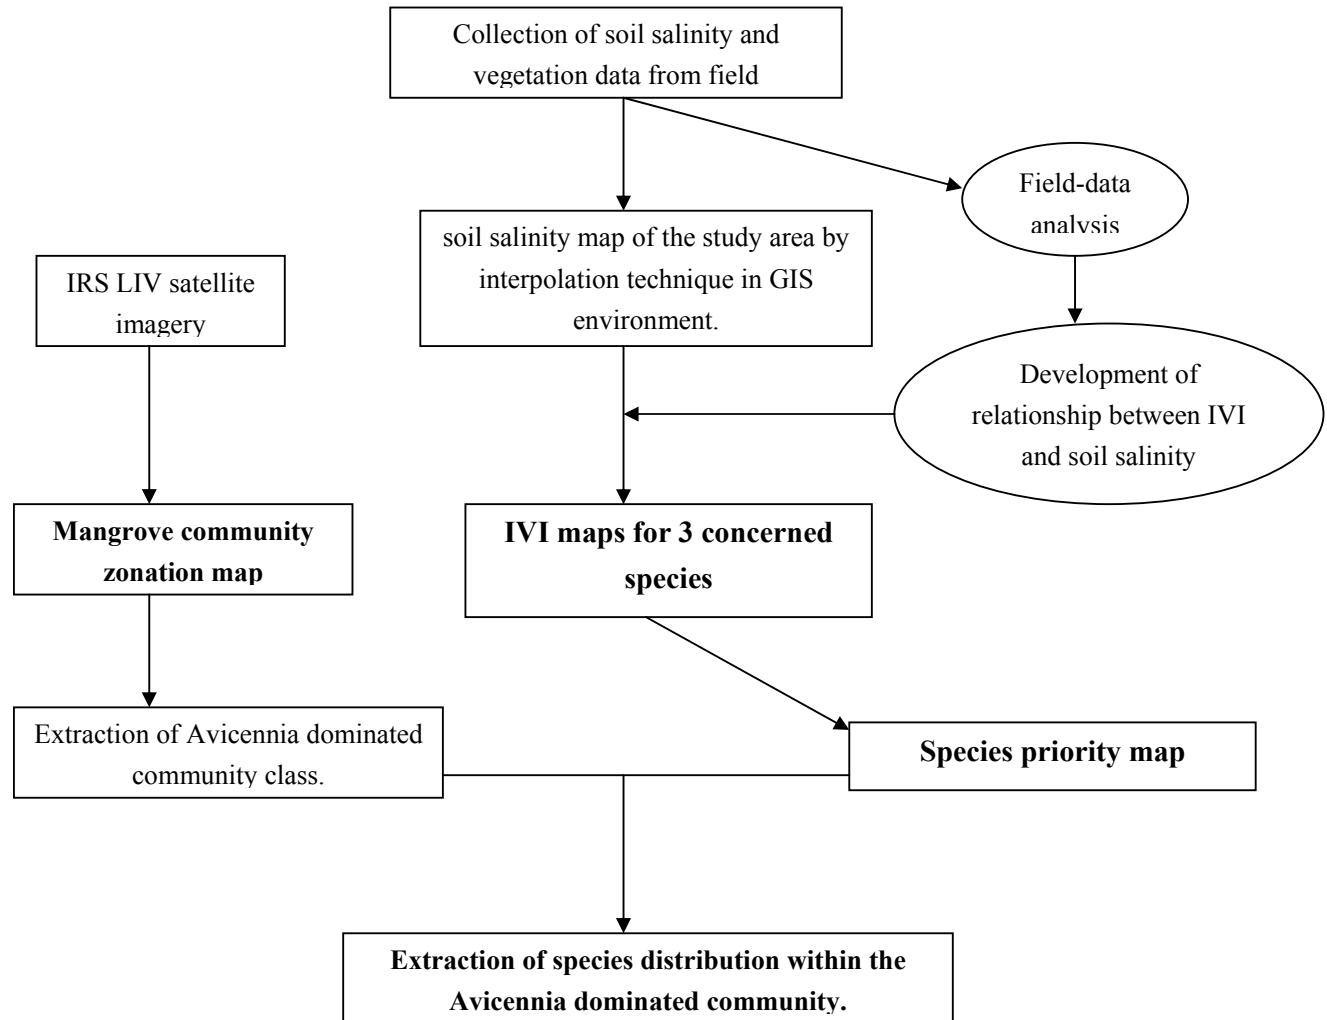 Collection of soil salinity and
vegetation data from field
Field-data
analysis
soil salinity map of the study area by
interpolation technique in GIS
environment.
IRS LIV satellite
imagery
Development of
relationship between IVI
and soil salinity
Mangrove community
zonation map
IVI maps for 3 concerned
species
Extraction of Avicennia dominated
community class.
Species priority map
Extraction of species distribution within the
Avicennia dominated community.